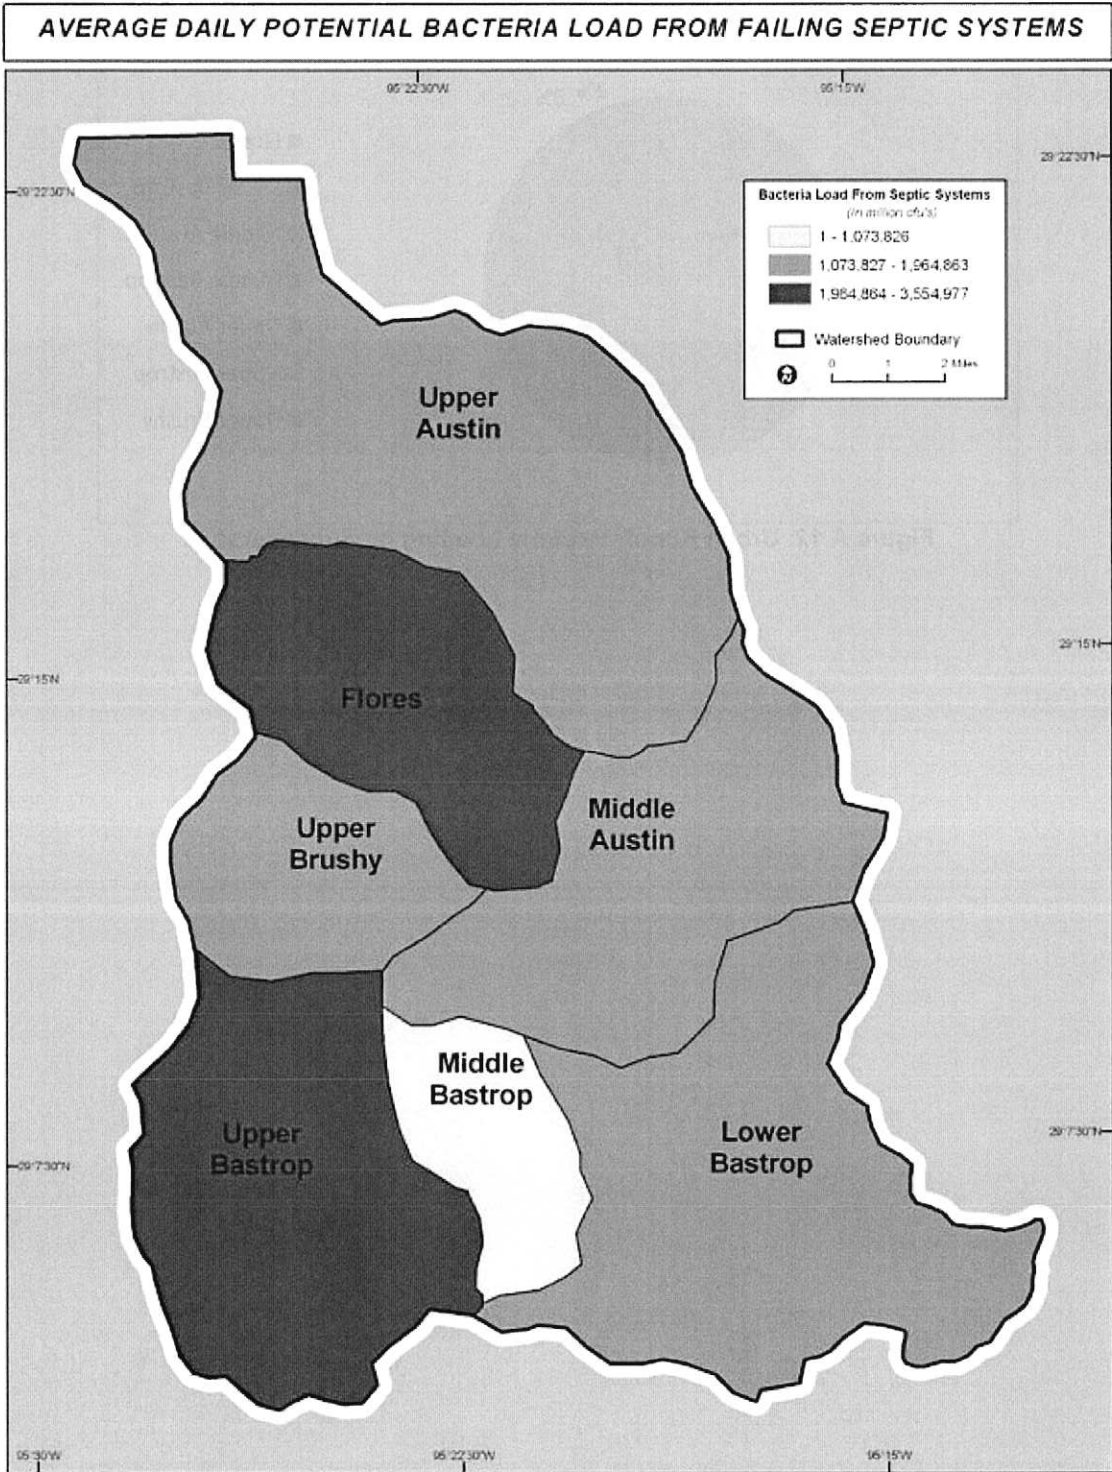 AVERAGE DAILY POTENTIAL BACTERIA LOAD FROM FAILING SEPTIC SYSTEMS
95°22'30"W
95°15'W
29°22'30"N
29°22'30"N
Bacteria Load From Septic Systems
(in million cfu's)
1 - 1,073,826
1,073,827 - 1,964,863
1,964,864 - 3,554,977
Watershed Boundary
0 1 2 Miles
N
Upper
Austin
29°15'N
29°15'N
Flores
Middle
Austin
Upper
Brushy
Middle
Bastrop
Upper
Bastrop
Lower
Bastrop
29°7'30"N
29°7'30"N
95°30'W
95°22'30"W
95°15'W